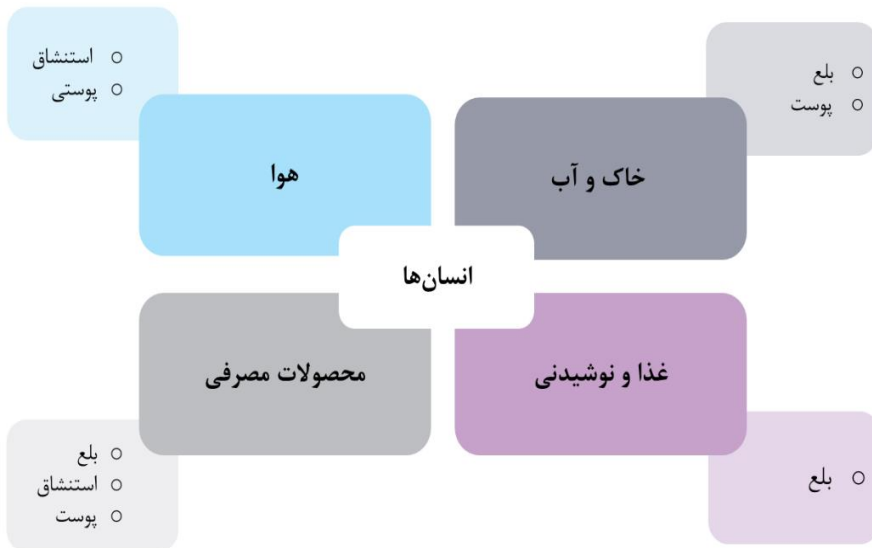 بلع
پوست
خاک و آب
استنشاق
پوستی
هوا
انسان‌ها
غذا و نوشیدنی
بلع
محصولات مصرفی
بلع
استنشاق
پوست